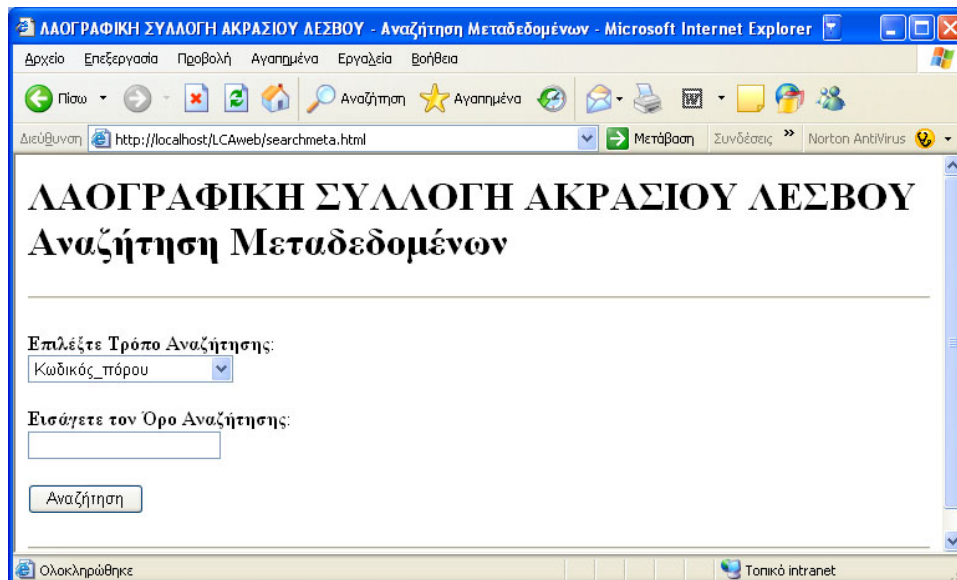 ΛΑΟΓΡΑΦΙΚΗ ΣΥΛΛΟΓΗ ΑΚΡΑΣΙΟΥ ΛΕΣΒΟΥ - Αναζήτηση Μεταδεδομένων - Microsoft Internet Explorer
Αρχείο Επεξεργασία Προβολή Αγαπημένα Εργαλεία Βοήθεια
Πίσω Αναζήτηση Αγαπημένα
Διεύθυνση http://localhost/LCAweb/searchmeta.html Μετάβαση Συνδέσεις » Norton AntiVirus
ΛΑΟΓΡΑΦΙΚΗ ΣΥΛΛΟΓΗ ΑΚΡΑΣΙΟΥ ΛΕΣΒΟΥ
Αναζήτηση Μεταδεδομένων
Επιλέξτε Τρόπο Αναζήτησης:
Κωδικός_πόρου
Εισάγετε τον Όρο Αναζήτησης:
Αναζήτηση
Ολοκληρώθηκε Τοπικό intranet